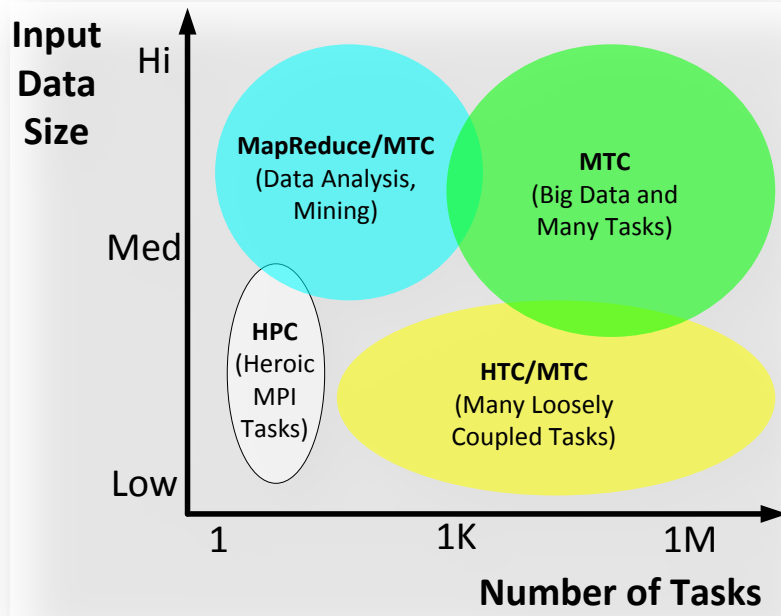 Input
Data
Size
Hi
Med
Low
MapReduce/MTC
(Data Analysis,
Mining)
MTC
(Big Data and
Many Tasks)
HPC
(Heroic
MPI
Tasks)
HTC/MTC
(Many Loosely
Coupled Tasks)
1
1K
1M
Number of Tasks